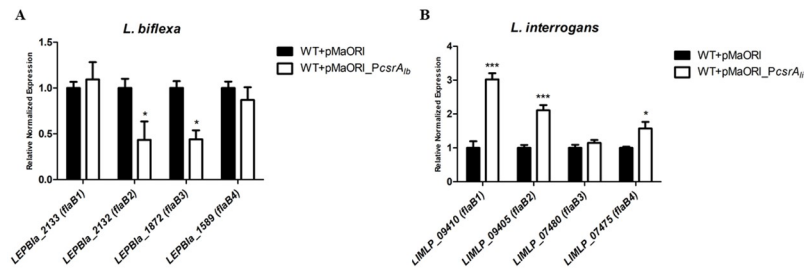 A
L. biflexa
WT+pMaORI
WT+pMaORI_PcsrAlb
Relative Normalized Expression
1.5
1.0
0.5
0.0
*
*
LEPBIa_2133 (flaB1)
LEPBIa_2132 (flaB2)
LEPBIa_1872 (flaB3)
LEPBIa_1589 (flaB4)
B
L. interrogans
WT+pMaORI
WT+pMaORI_PcsrAli
Relative Normalized Expression
4
3
2
1
0
***
***
*
LIMLP_09410 (flaB1)
LIMLP_09405 (flaB2)
LIMLP_07480 (flaB3)
LIMLP_07475 (flaB4)